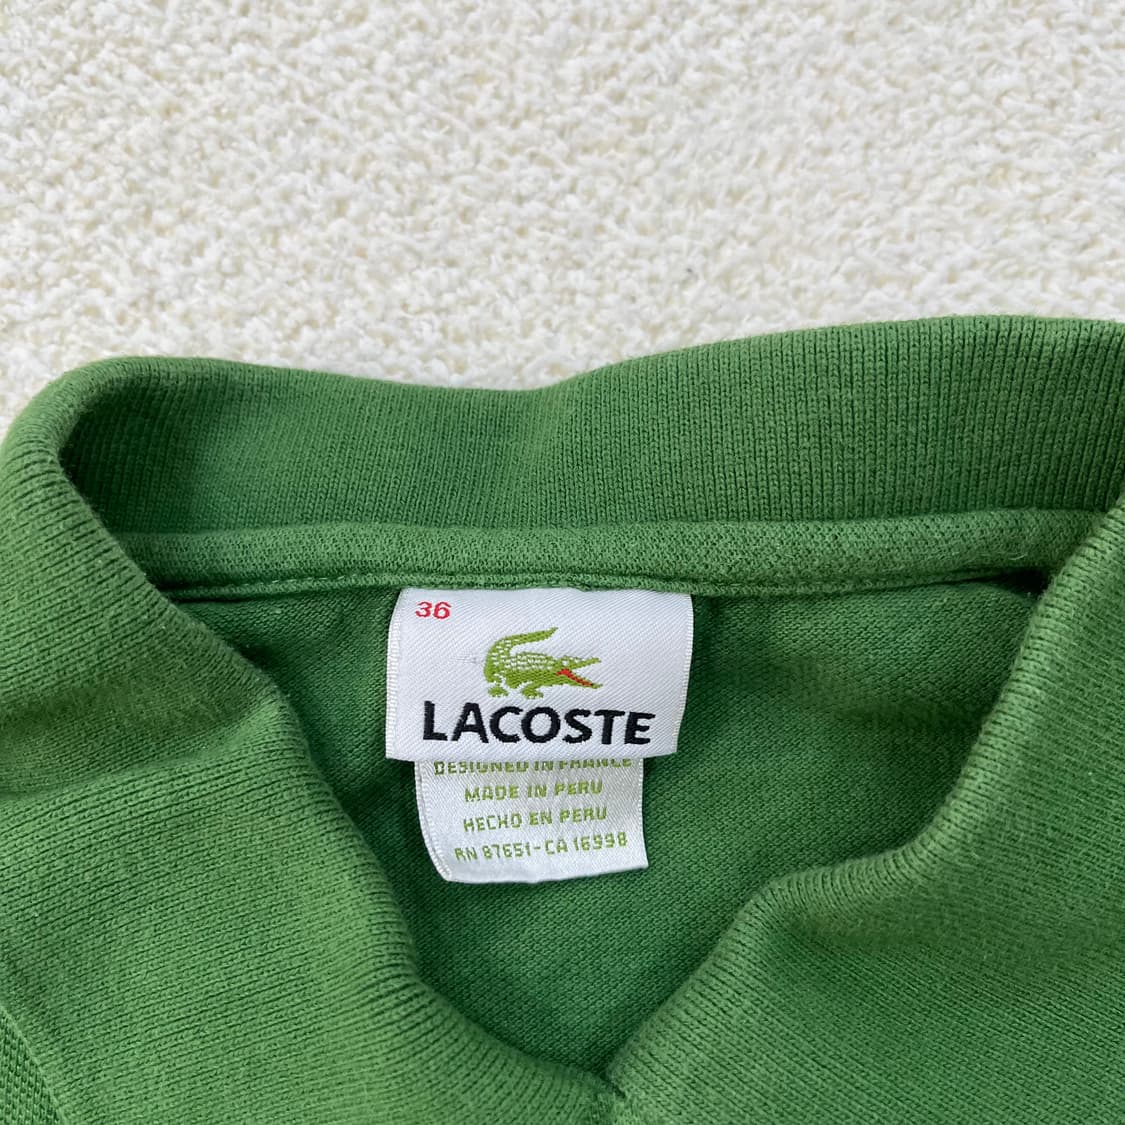 36
LACOSTE
DESIGNED IN FRANCE
MADE IN PERU
HECHO EN PERU
RN 87651-CA 16998